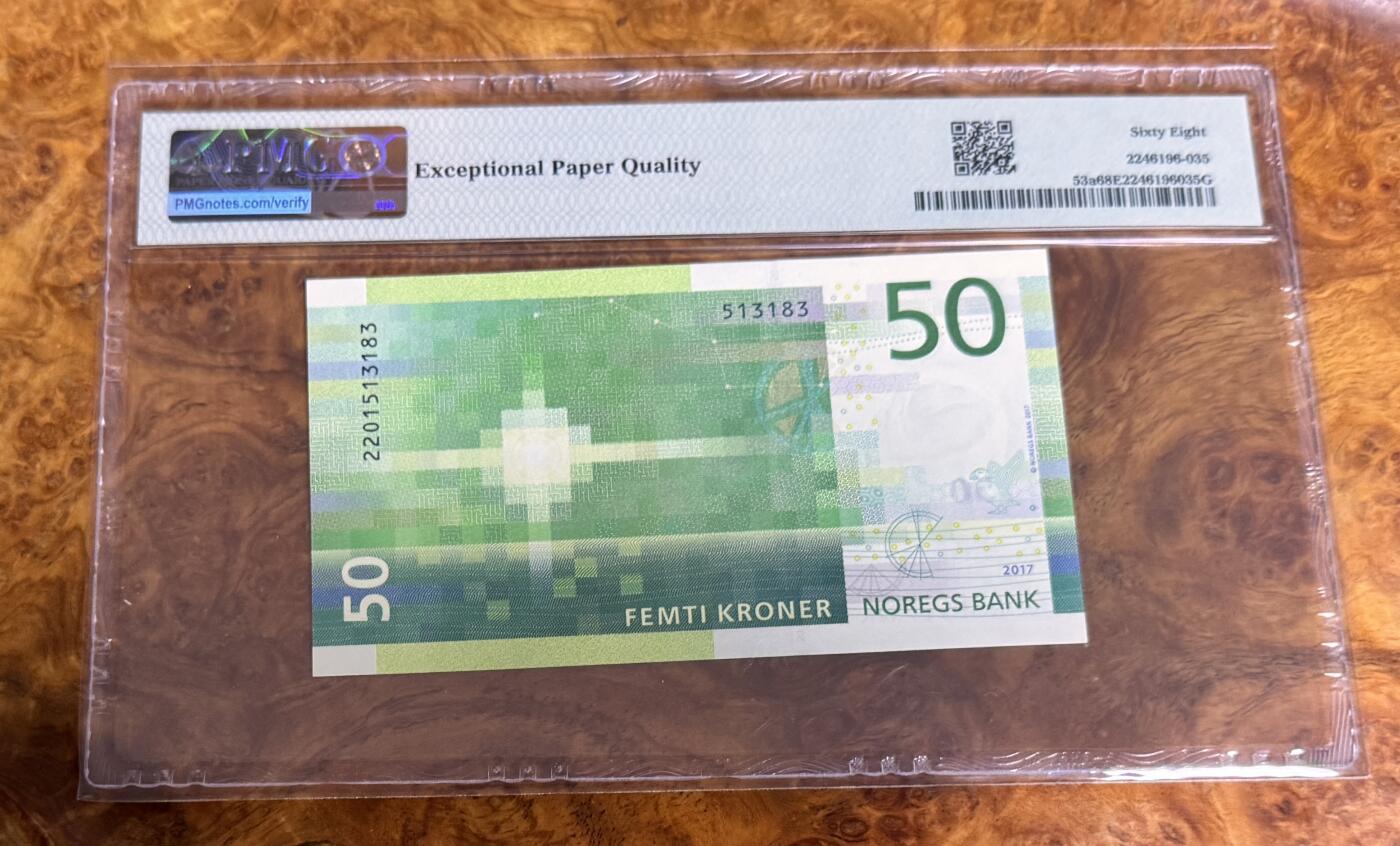 PMG
PMGnotes.com/verify
Exceptional Paper Quality
Sixty Eight
2246196-035
53a68E2246196035G
2201513183
513183
50
© NOREGS BANK 2017
2017
50
FEMTI KRONER
NOREGS BANK